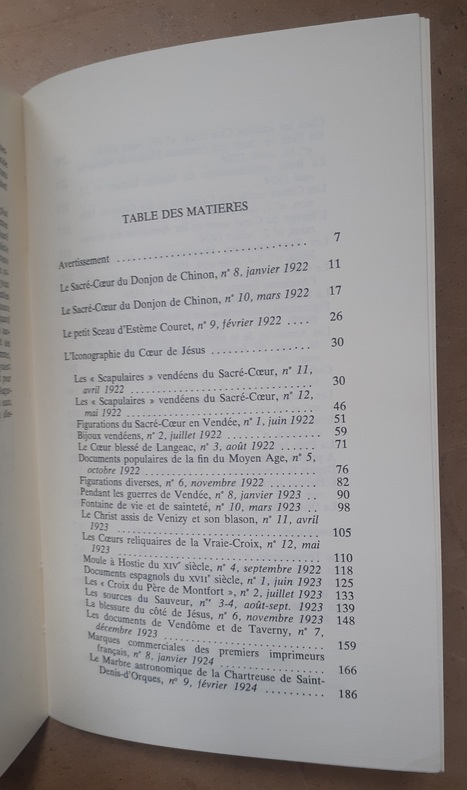 TABLE DES MATIERES
Avertissement .............................. 7
Le Sacré-Cœur du Donjon de Chinon, n° 8, janvier 1922 11
Le Sacré-Cœur du Donjon de Chinon, n° 10, mars 1922 17
Le petit Sceau d'Estème Couret, n° 9, février 1922 .... 26
L'Iconographie du Cœur de Jésus ................ 30
Les « Scapulaires » vendéens du Sacré-Cœur, n° 11,
avril 1922 .............................. 30
Les « Scapulaires » vendéens du Sacré-Cœur, n° 12,
mai 1922 .............................. 46
Figurations du Sacré-Cœur en Vendée, n° 1, juin 1922 51
Bijoux vendéens, n° 2, juillet 1922 .............. 59
Le Cœur blessé de Langeac, n° 3, août 1922 ...... 71
Documents populaires de la fin du Moyen Age, n° 5,
octobre 1922 .............................. 76
Figurations diverses, n° 6, novembre 1922 ........ 82
Pendant les guerres de Vendée, n° 8, janvier 1923 .. 90
Fontaine de vie et de sainteté, n° 10, mars 1923 .. 98
Le Christ assis de Venizy et son blason, n° 11, avril
1923 .............................. 105
Les Cœurs reliquaires de la Vraie-Croix, n° 12, mai
1923 .............................. 110
Moule à Hostie du XIVe siècle, n° 4, septembre 1922 118
Documents espagnols du XVIIe siècle, n° 1, juin 1923 125
Les « Croix du Père de Montfort », n° 2, juillet 1923 133
Les sources du Sauveur, n°s 3-4, août-sept. 1923 139
La blessure du côté de Jésus, n° 6, novembre 1923 148
Les documents de Vendôme et de Taverny, n° 7,
décembre 1923 .............................. 159
Marques commerciales des premiers imprimeurs
français, n° 8, janvier 1924 .................. 166
Le Marbre astronomique de la Chartreuse de Saint-
Denis-d'Orques, n° 9, février 1924 .......... 186